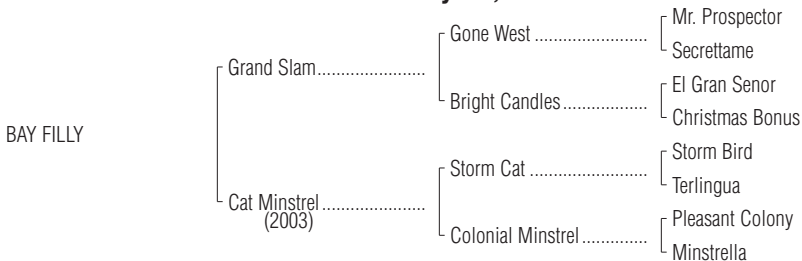 Mr. Prospector
Gone West ..........................
Secrettame
Grand Slam.........................
El Gran Senor
Bright Candles....................
Christmas Bonus
BAY FILLY
Storm Bird
Storm Cat ...........................
Terlingua
Cat Minstrel ........................
(2003)
Pleasant Colony
Colonial Minstrel...............
Minstrella